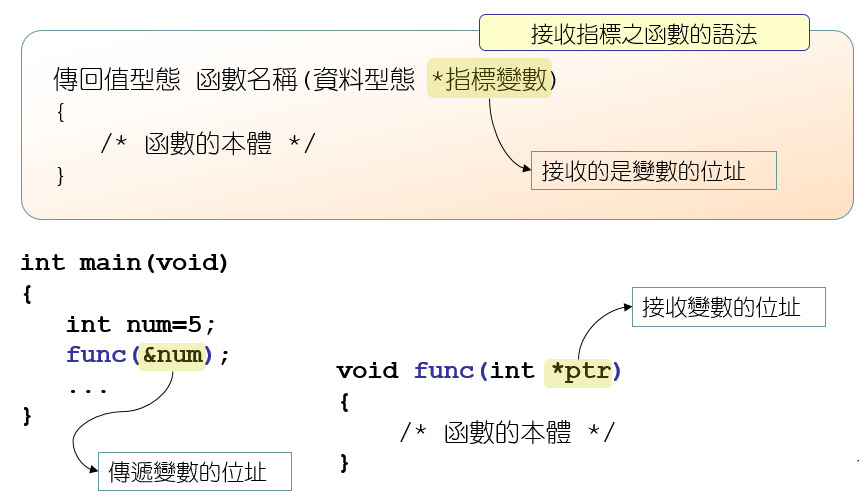 接收指標之函數的語法
傳回值型態 函數名稱(資料型態 *指標變數)
{
/* 函數的本體 */
}
接收的是變數的位址
int main(void)
{
int num=5;
func(&num);
...
}
傳遞變數的位址
接收變數的位址
void func(int *ptr)
{
/* 函數的本體 */
}